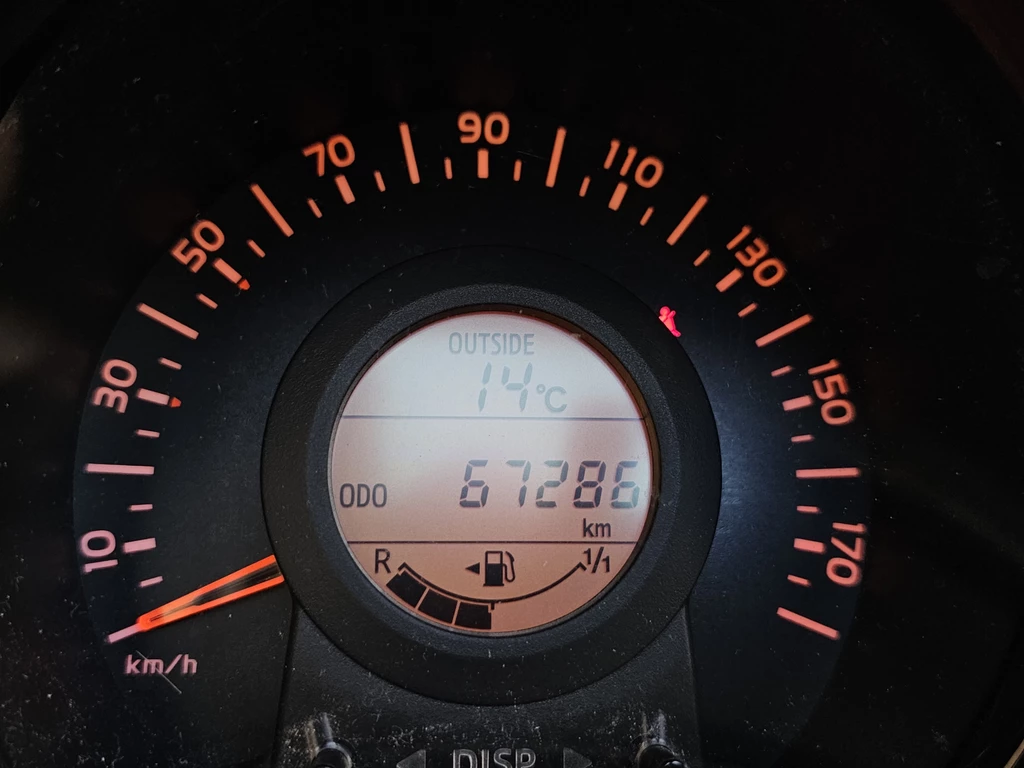 10
30
50
70
90
110
130
150
170
km/h
OUTSIDE
14°C
ODO 67286
km
R 1/1
DISP